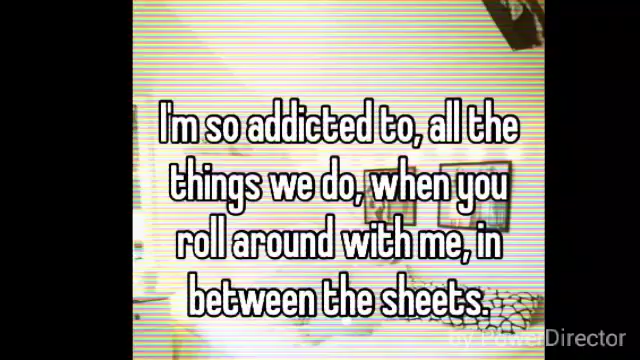 I'm so addicted to, all the
things we do, when you
roll around with me, in
between the sheets.
by PowerDirector